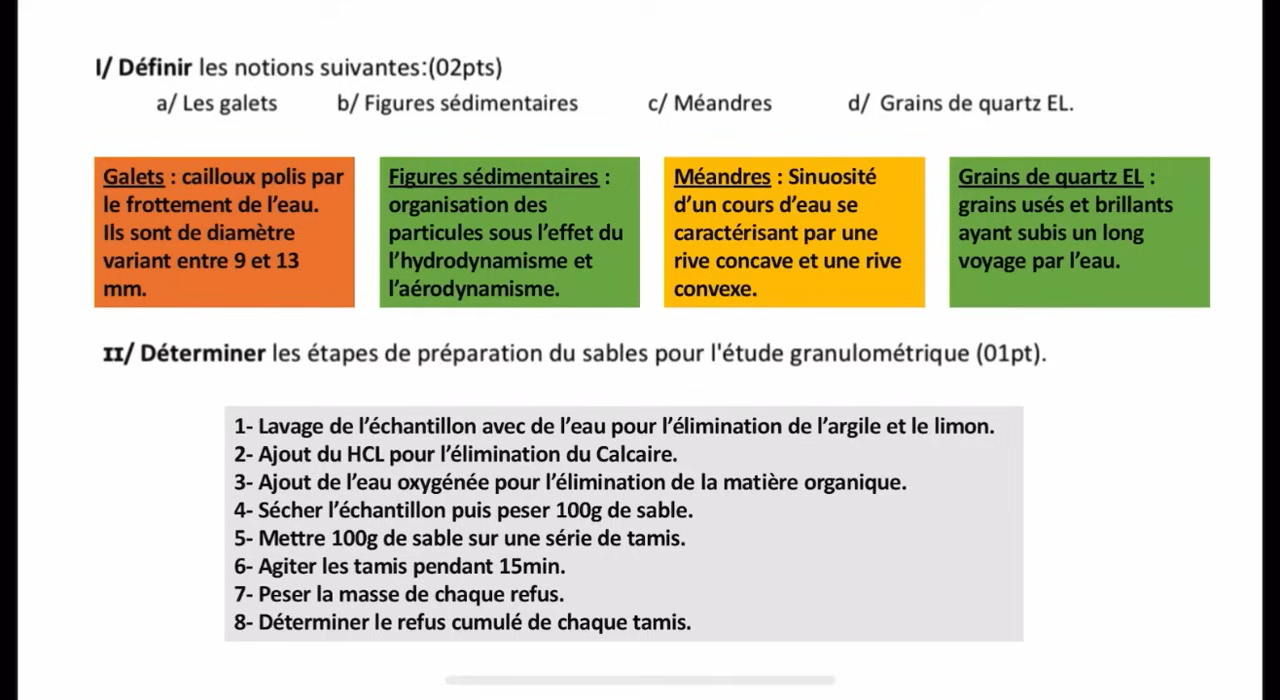 I/ Définir les notions suivantes:(02pts)
a/ Les galets b/ Figures sédimentaires c/ Méandres d/ Grains de quartz EL.
Galets : cailloux polis par
le frottement de l'eau.
Ils sont de diamètre
variant entre 9 et 13
mm.
Figures sédimentaires :
organisation des
particules sous l'effet du
l'hydrodynamisme et
l'aérodynamisme.
Méandres : Sinuosité
d'un cours d'eau se
caractérisant par une
rive concave et une rive
convexe.
Grains de quartz EL :
grains usés et brillants
ayant subis un long
voyage par l'eau.
II/ Déterminer les étapes de préparation du sables pour l'étude granulométrique (01pt).
1- Lavage de l'échantillon avec de l'eau pour l'élimination de l'argile et le limon.
2- Ajout du HCL pour l'élimination du Calcaire.
3- Ajout de l'eau oxygénée pour l'élimination de la matière organique.
4- Sécher l'échantillon puis peser 100g de sable.
5- Mettre 100g de sable sur une série de tamis.
6- Agiter les tamis pendant 15min.
7- Peser la masse de chaque refus.
8- Déterminer le refus cumulé de chaque tamis.